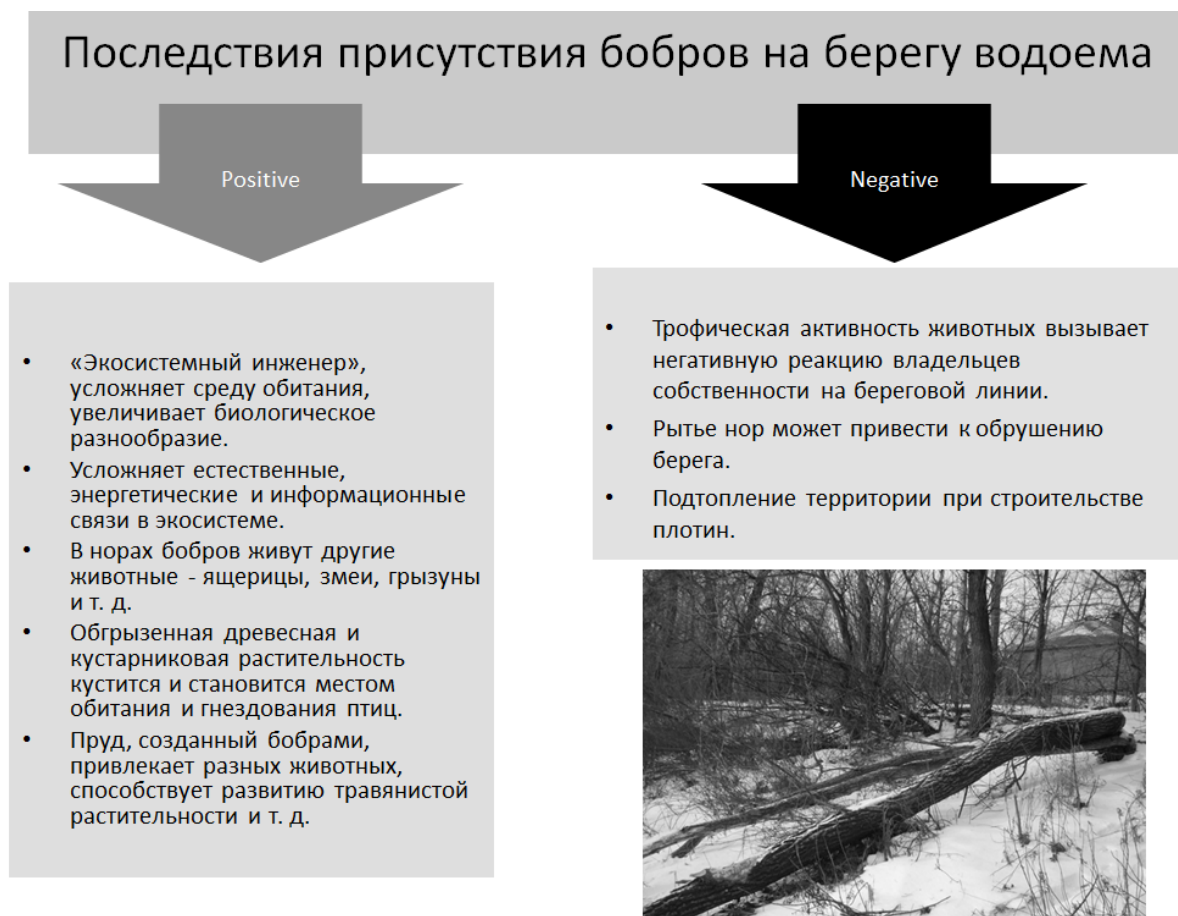 Последствия присутствия бобров на берегу водоема
Positive
Negative
• «Экосистемный инженер»,
усложняет среду обитания,
увеличивает биологическое
разнообразие.
• Усложняет естественные,
энергетические и информационные
связи в экосистеме.
• В норах бобров живут другие
животные - ящерицы, змеи, грызуны
и т. д.
• Обгрызенная древесная и
кустарниковая растительность
кустится и становится местом
обитания и гнездования птиц.
• Пруд, созданный бобрами,
привлекает разных животных,
способствует развитию травянистой
растительности и т. д.
• Трофическая активность животных вызывает
негативную реакцию владельцев
собственности на береговой линии.
• Рытье нор может привести к обрушению
берега.
• Подтопление территории при строительстве
плотин.